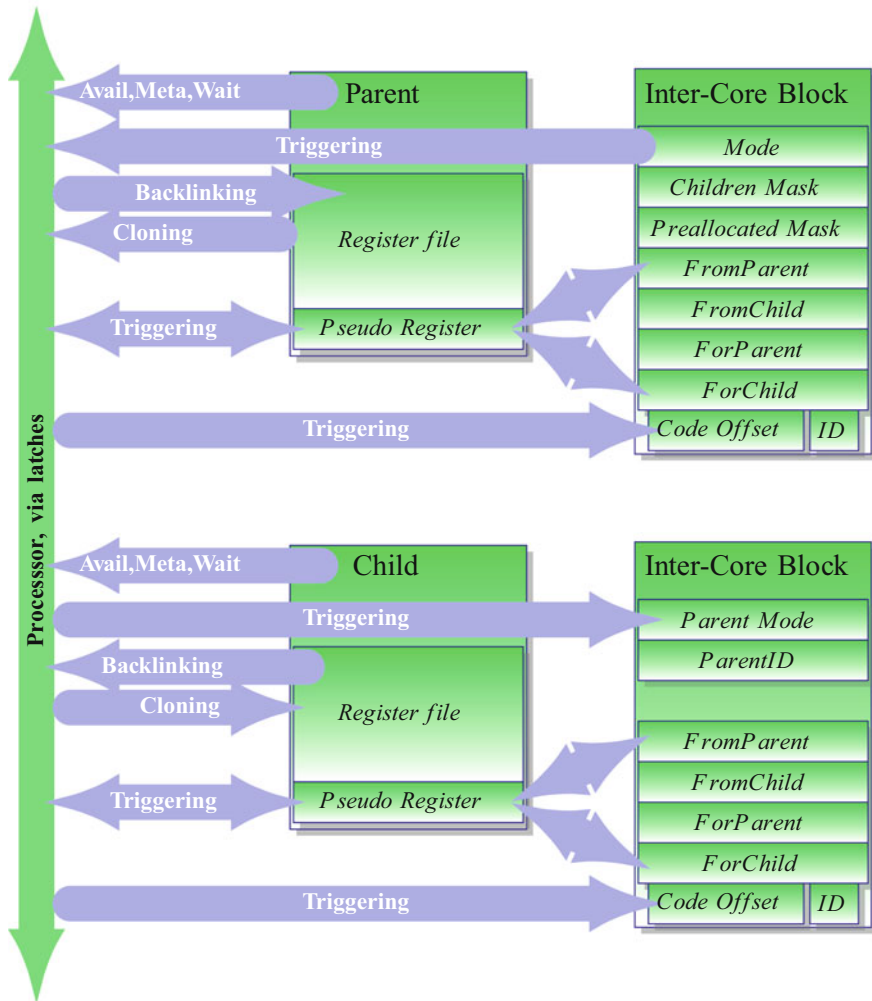 Processsor, via latches
Avail,Meta,Wait
Parent
Inter-Core Block
Triggering
Mode
Backlinking
Children Mask
Cloning
Register file
Preallocated Mask
FromParent
FromChild
Triggering
Pseudo Register
ForParent
ForChild
Triggering
Code Offset
ID
Avail,Meta,Wait
Child
Inter-Core Block
Triggering
Parent Mode
Backlinking
ParentID
Cloning
Register file
FromParent
FromChild
Triggering
Pseudo Register
ForParent
ForChild
Triggering
Code Offset
ID